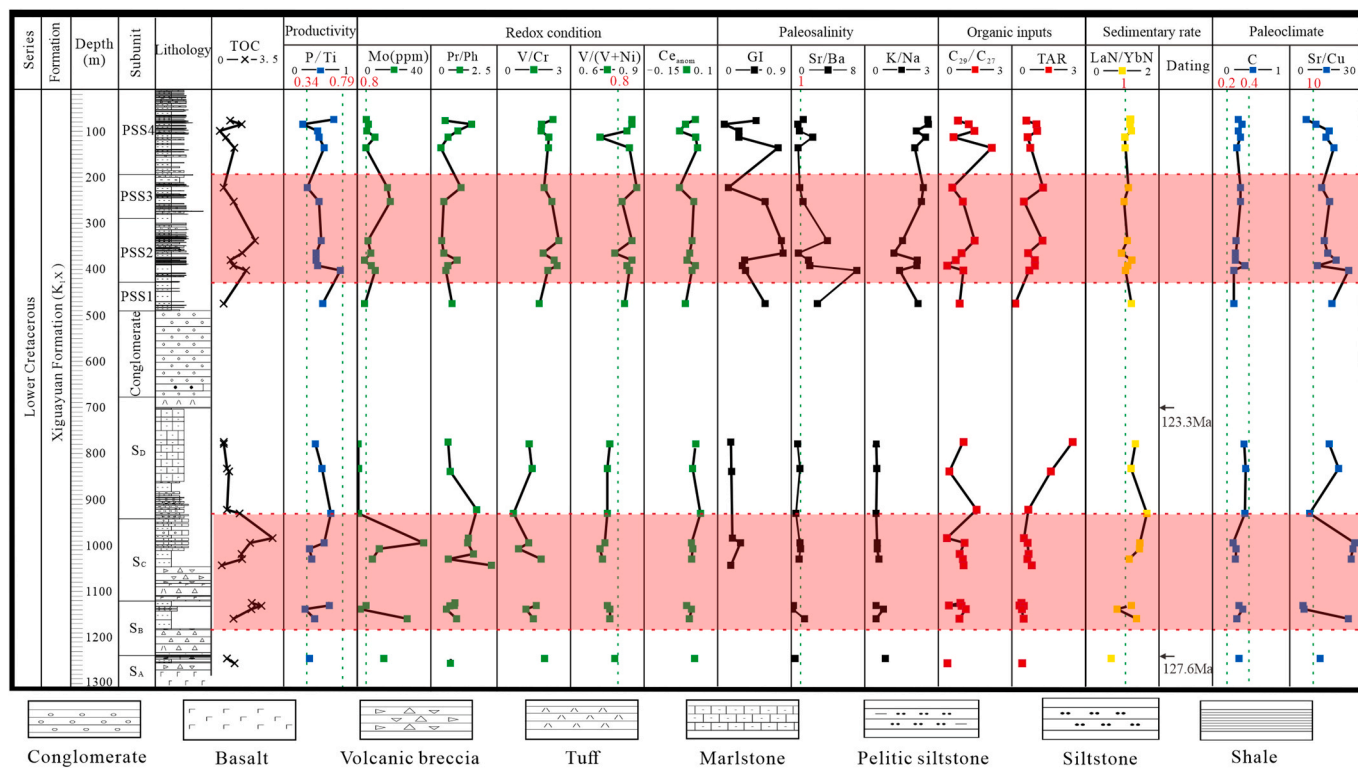 Series
Formation
Depth (m)
Subunit
Lithology
TOC
0 3.5
Productivity
P/Ti
0 1
0.34 0.79
Redox condition
Mo(ppm)
0 40
0.8
Pr/Ph
0 2.5
V/Cr
0 3
V/(V+Ni)
0.6 0.9
0.8
Ce anom
-0.15 0.1
Paleosalinity
GI
0 0.9
Sr/Ba
0 8
1
K/Na
0 3
Organic inputs
C29/C27
0 3
TAR
0 3
Sedimentary rate
LaN/YbN
0 2
1
Dating
Paleoclimate
C
0 1
0.2 0.4
Sr/Cu
0 30
10
Lower Cretacerous
Xiguayuan Formation (K1x)
100
200
300
400
500
600
700
800
900
1000
1100
1200
1300
PSS4
PSS3
PSS2
PSS1
Conglomerate
SD
SC
SB
SA
123.3Ma
127.6Ma
Conglomerate
Basalt
Volcanic breccia
Tuff
Marlstone
Pelitic siltstone
Siltstone
Shale